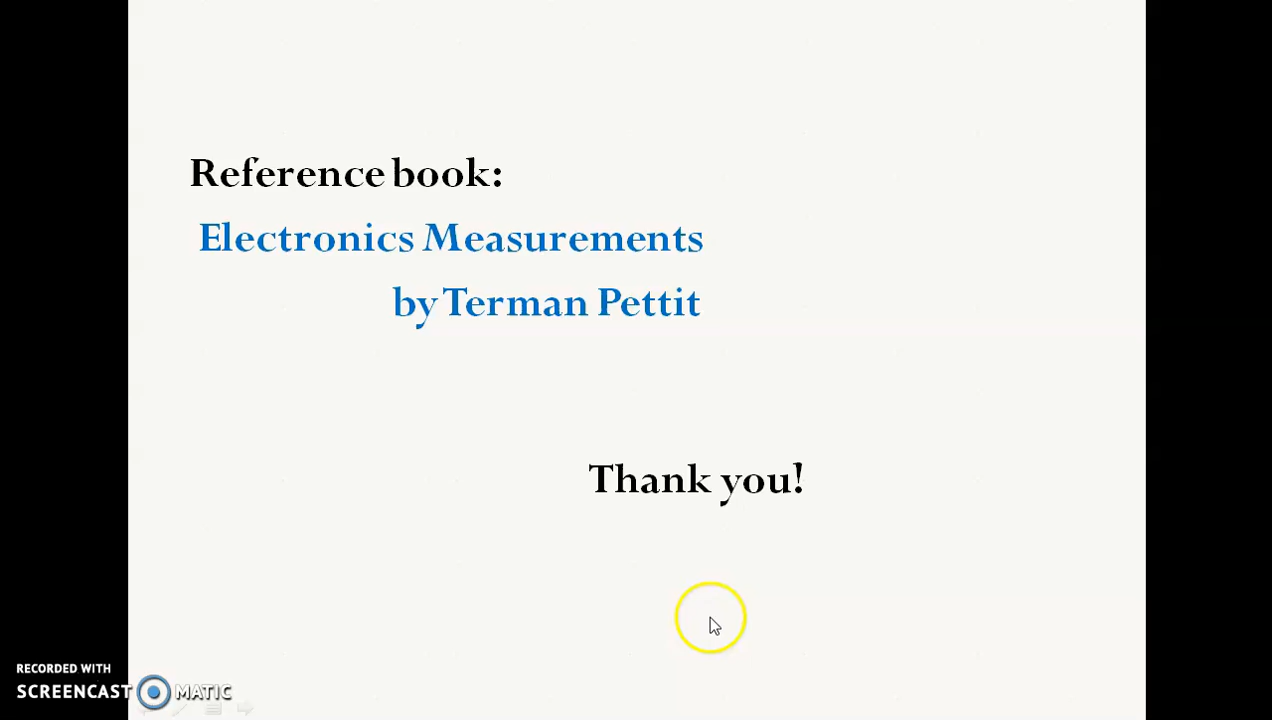 Reference book:
Electronics Measurements
by Terman Pettit
Thank you!
RECORDED WITH
SCREENCAST MATIC